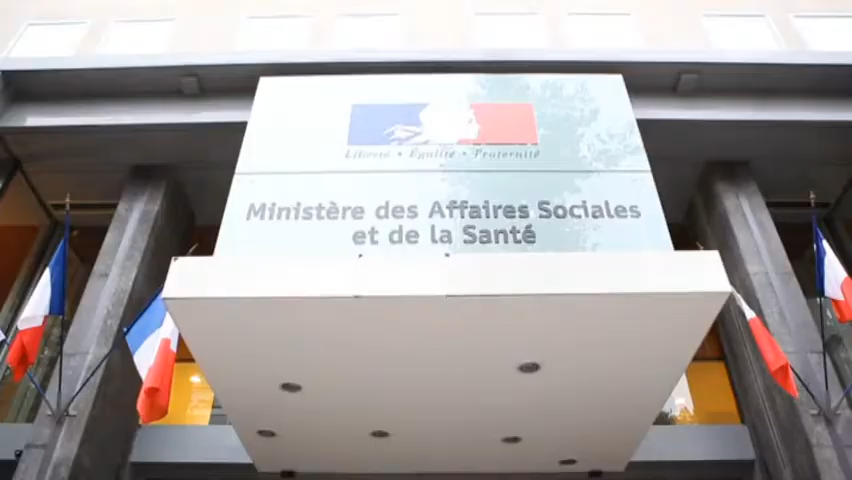 Liberté • Égalité • Fraternité
Ministère des Affaires Sociales
et de la Santé